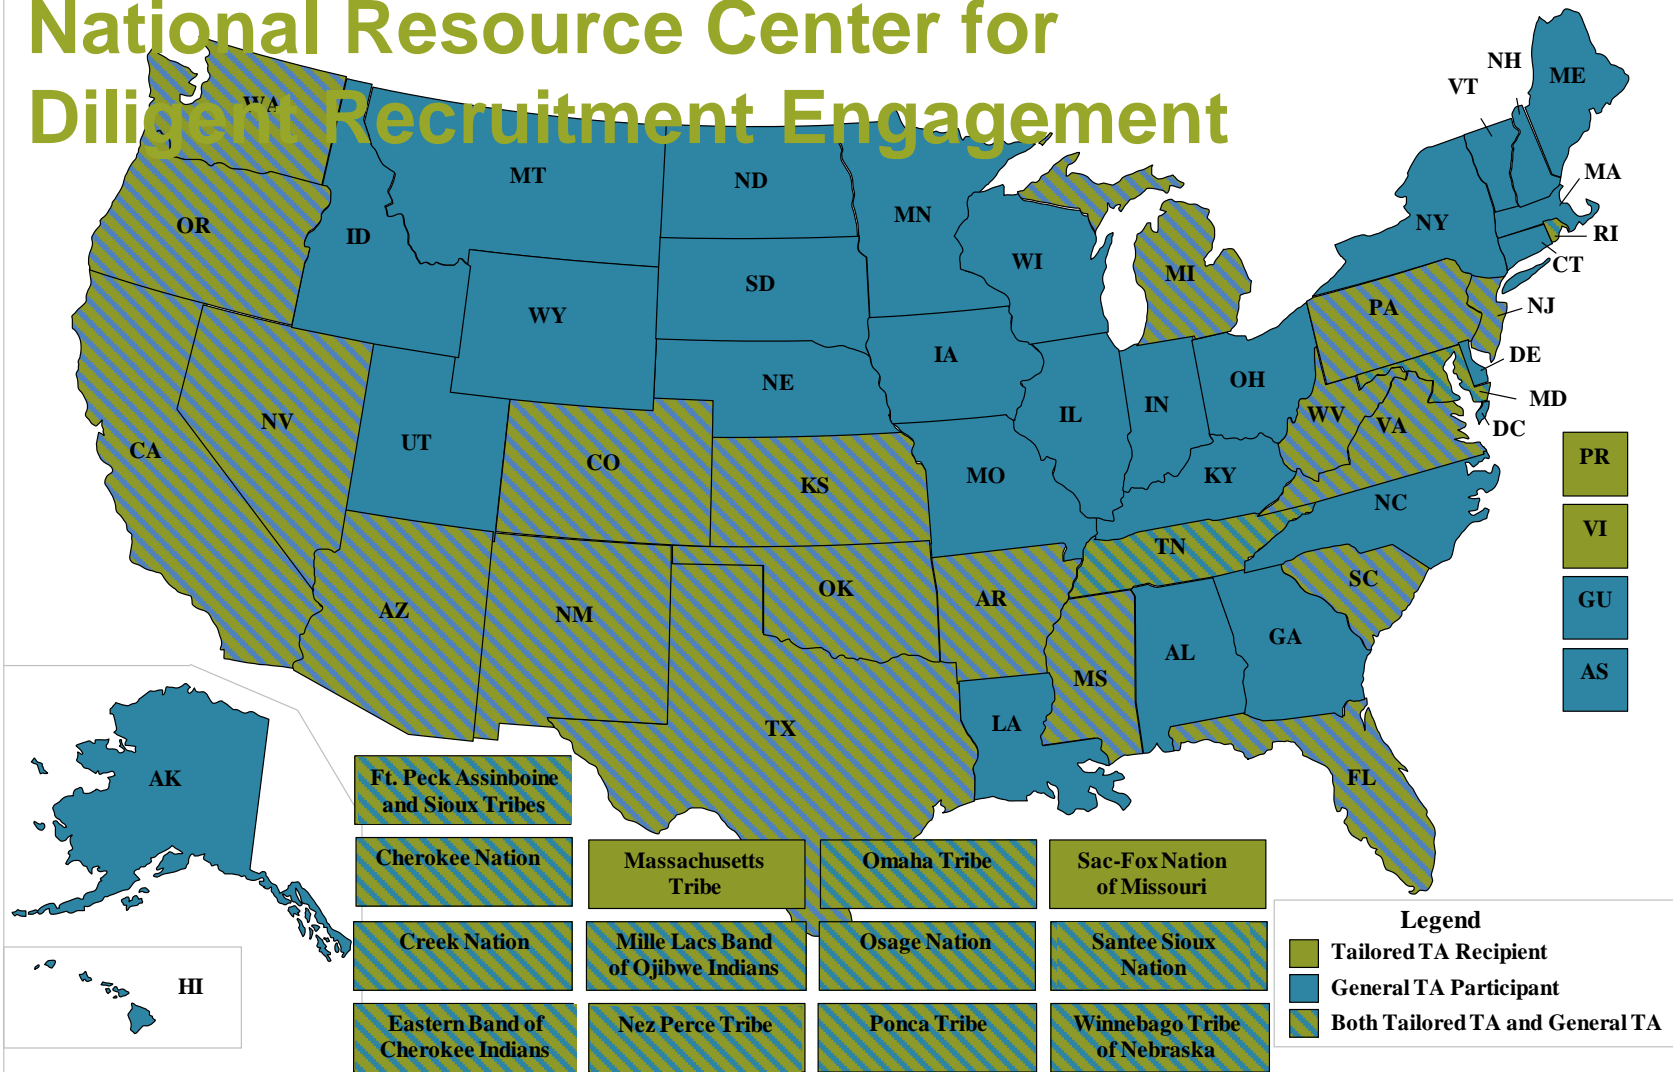 National Resource Center for
Diligent Recruitment Engagement
NH
ME
VT
WA
MT
ND
MN
MA
OR
ID
NY
RI
WI
CT
MI
SD
PA
NJ
WY
IA
DE
NE
OH
MD
IL
IN
WV
VA
DC
NV
UT
CA
CO
KS
MO
KY
NC
PR
TN
VI
OK
AR
SC
AZ
NM
GU
GA
AL
MS
AS
TX
LA
AK
FL
HI
Ft. Peck Assinboine
and Sioux Tribes
Cherokee Nation
Massachusetts
Tribe
Omaha Tribe
Sac-Fox Nation
of Missouri
Creek Nation
Mille Lacs Band
of Ojibwe Indians
Osage Nation
Santee Sioux
Nation
Eastern Band of
Cherokee Indians
Nez Perce Tribe
Ponca Tribe
Winnebago Tribe
of Nebraska
Legend
Tailored TA Recipient
General TA Participant
Both Tailored TA and General TA